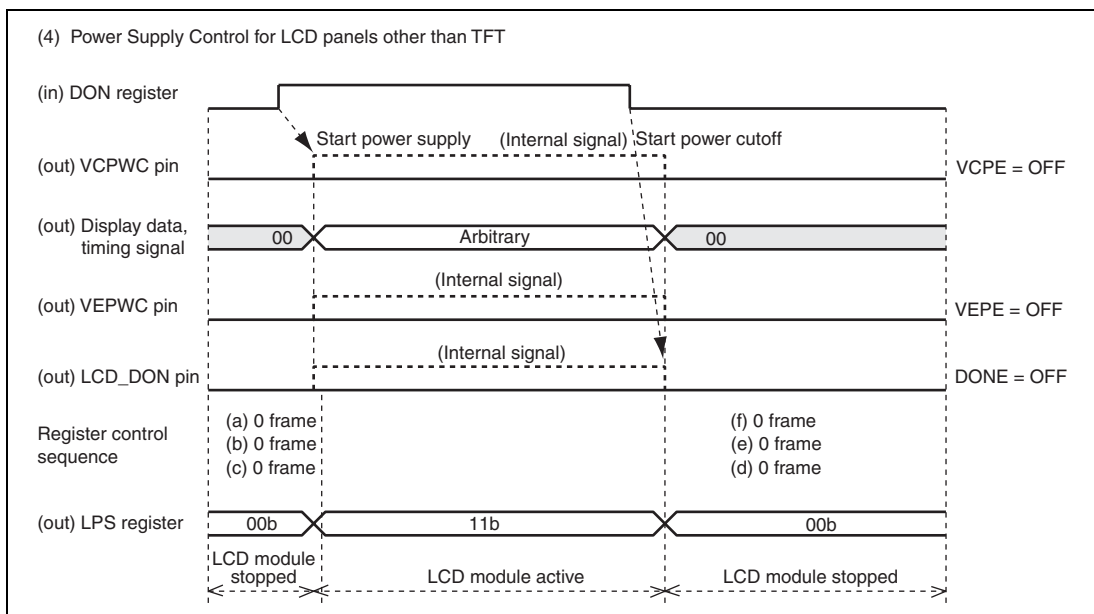 (4) Power Supply Control for LCD panels other than TFT
(in) DON register
Start power supply (Internal signal) Start power cutoff
(out) VCPWC pin VCPE = OFF
(out) Display data,
timing signal
00 Arbitrary 00
(Internal signal)
(out) VEPWC pin VEPE = OFF
(Internal signal)
(out) LCD_DON pin DONE = OFF
Register control
sequence
(a) 0 frame
(b) 0 frame
(c) 0 frame
(f) 0 frame
(e) 0 frame
(d) 0 frame
(out) LPS register 00b 11b 00b
LCD module
stopped
LCD module active
LCD module stopped